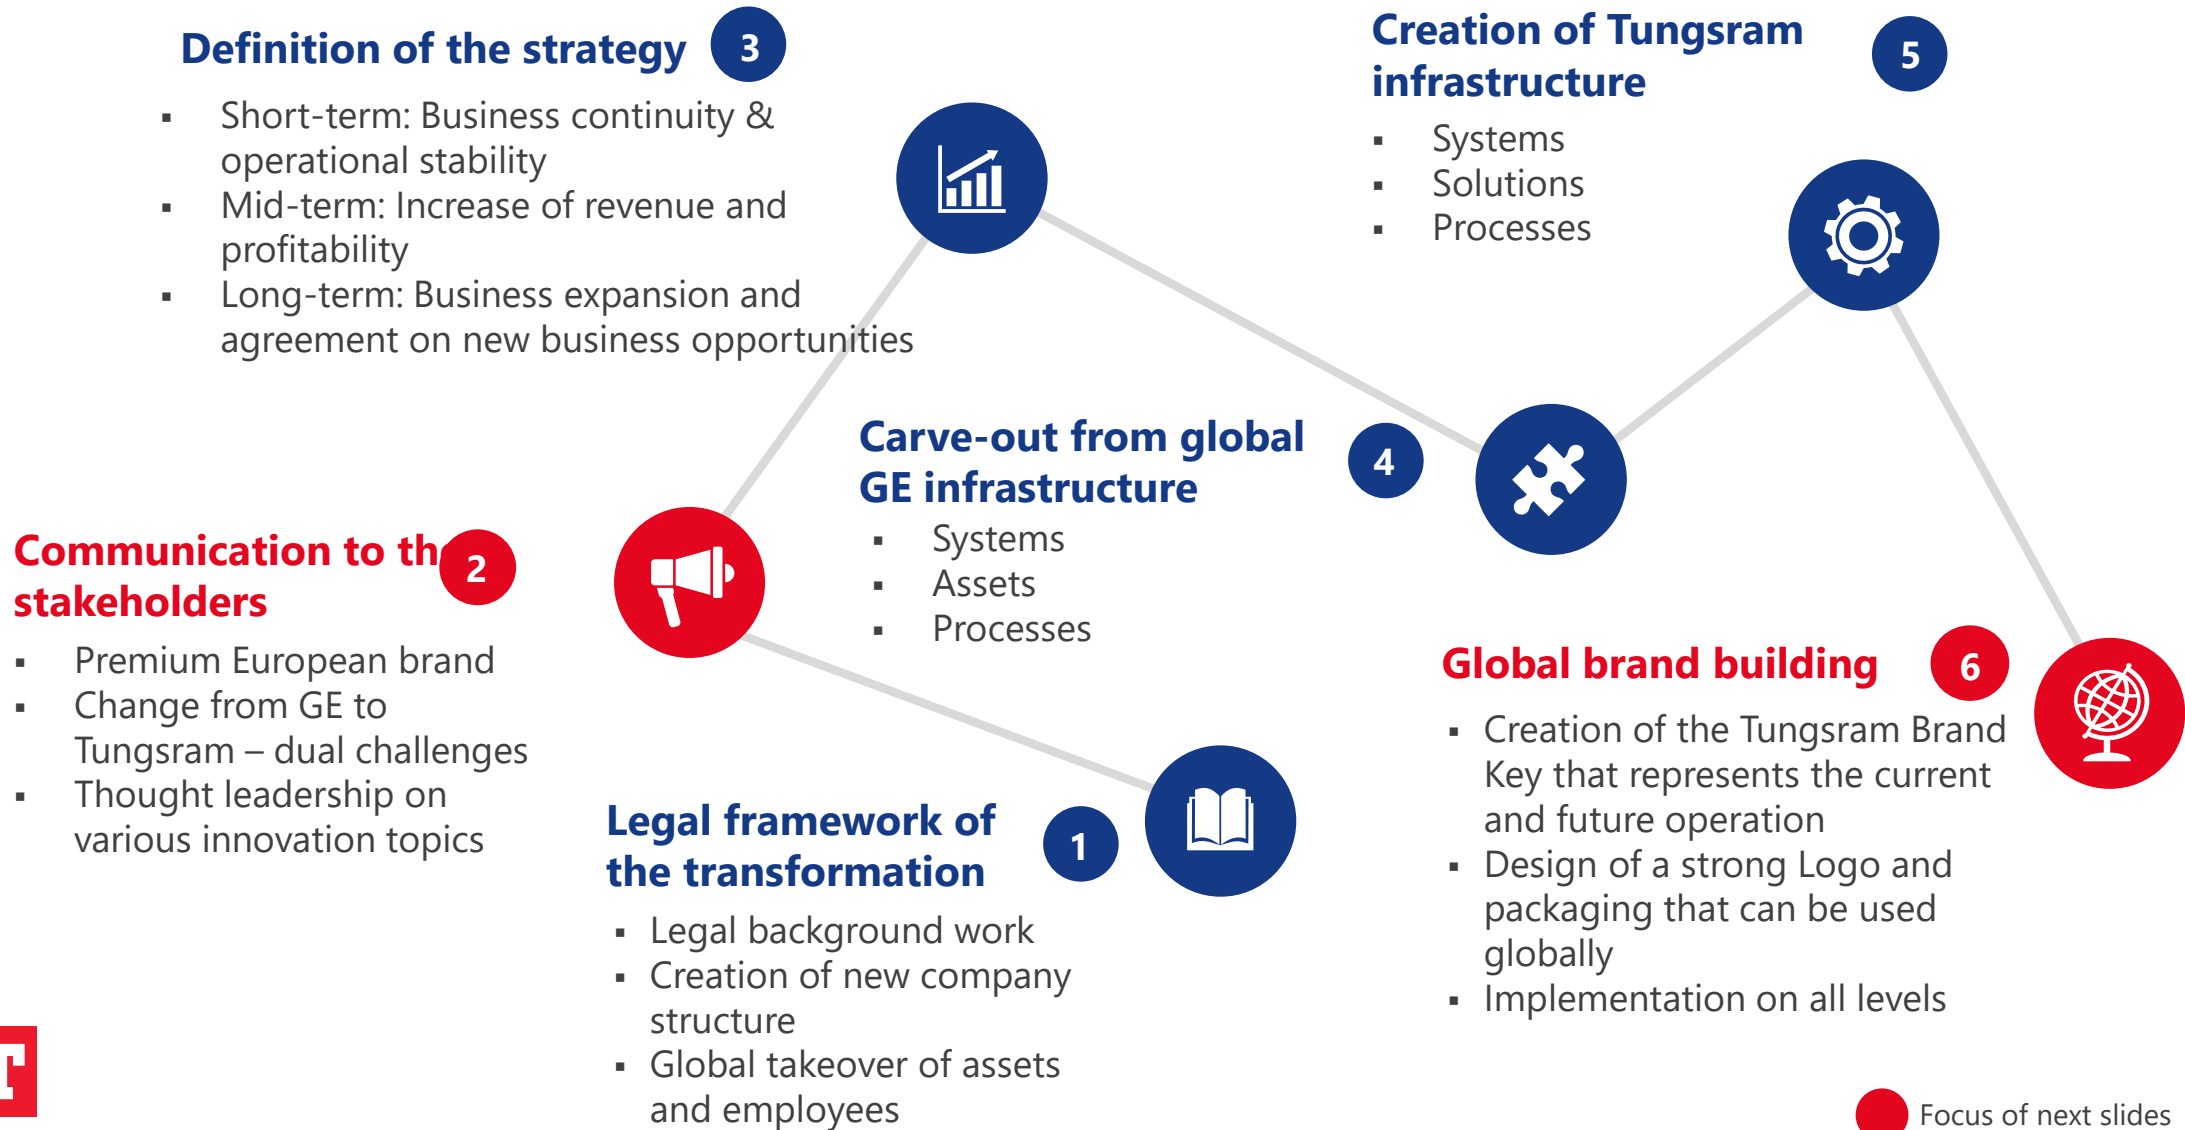 Definition of the strategy
3
▪ Short-term: Business continuity &
operational stability
▪ Mid-term: Increase of revenue and
profitability
▪ Long-term: Business expansion and
agreement on new business opportunities
Creation of Tungsram
infrastructure
5
▪ Systems
▪ Solutions
▪ Processes
Carve-out from global
GE infrastructure
4
▪ Systems
▪ Assets
▪ Processes
Communication to the
stakeholders
2
▪ Premium European brand
▪ Change from GE to
Tungsram – dual challenges
▪ Thought leadership on
various innovation topics
Legal framework of
the transformation
1
▪ Legal background work
▪ Creation of new company
structure
▪ Global takeover of assets
and employees
Global brand building
6
▪ Creation of the Tungsram Brand
Key that represents the current
and future operation
▪ Design of a strong Logo and
packaging that can be used
globally
▪ Implementation on all levels
T
Focus of next slides